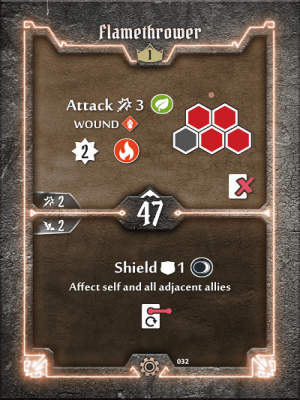 Flamethrower
1
Attack 3
WOUND
2
2
47
2
Shield 1
Affect self and all adjacent allies
032